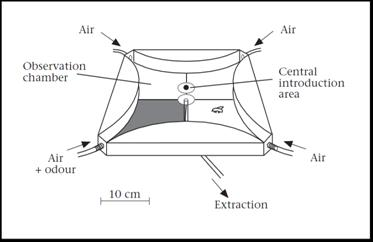 Air
Air
Observation
chamber
Central
introduction
area
Air
+ odour
Air
10 cm
Extraction